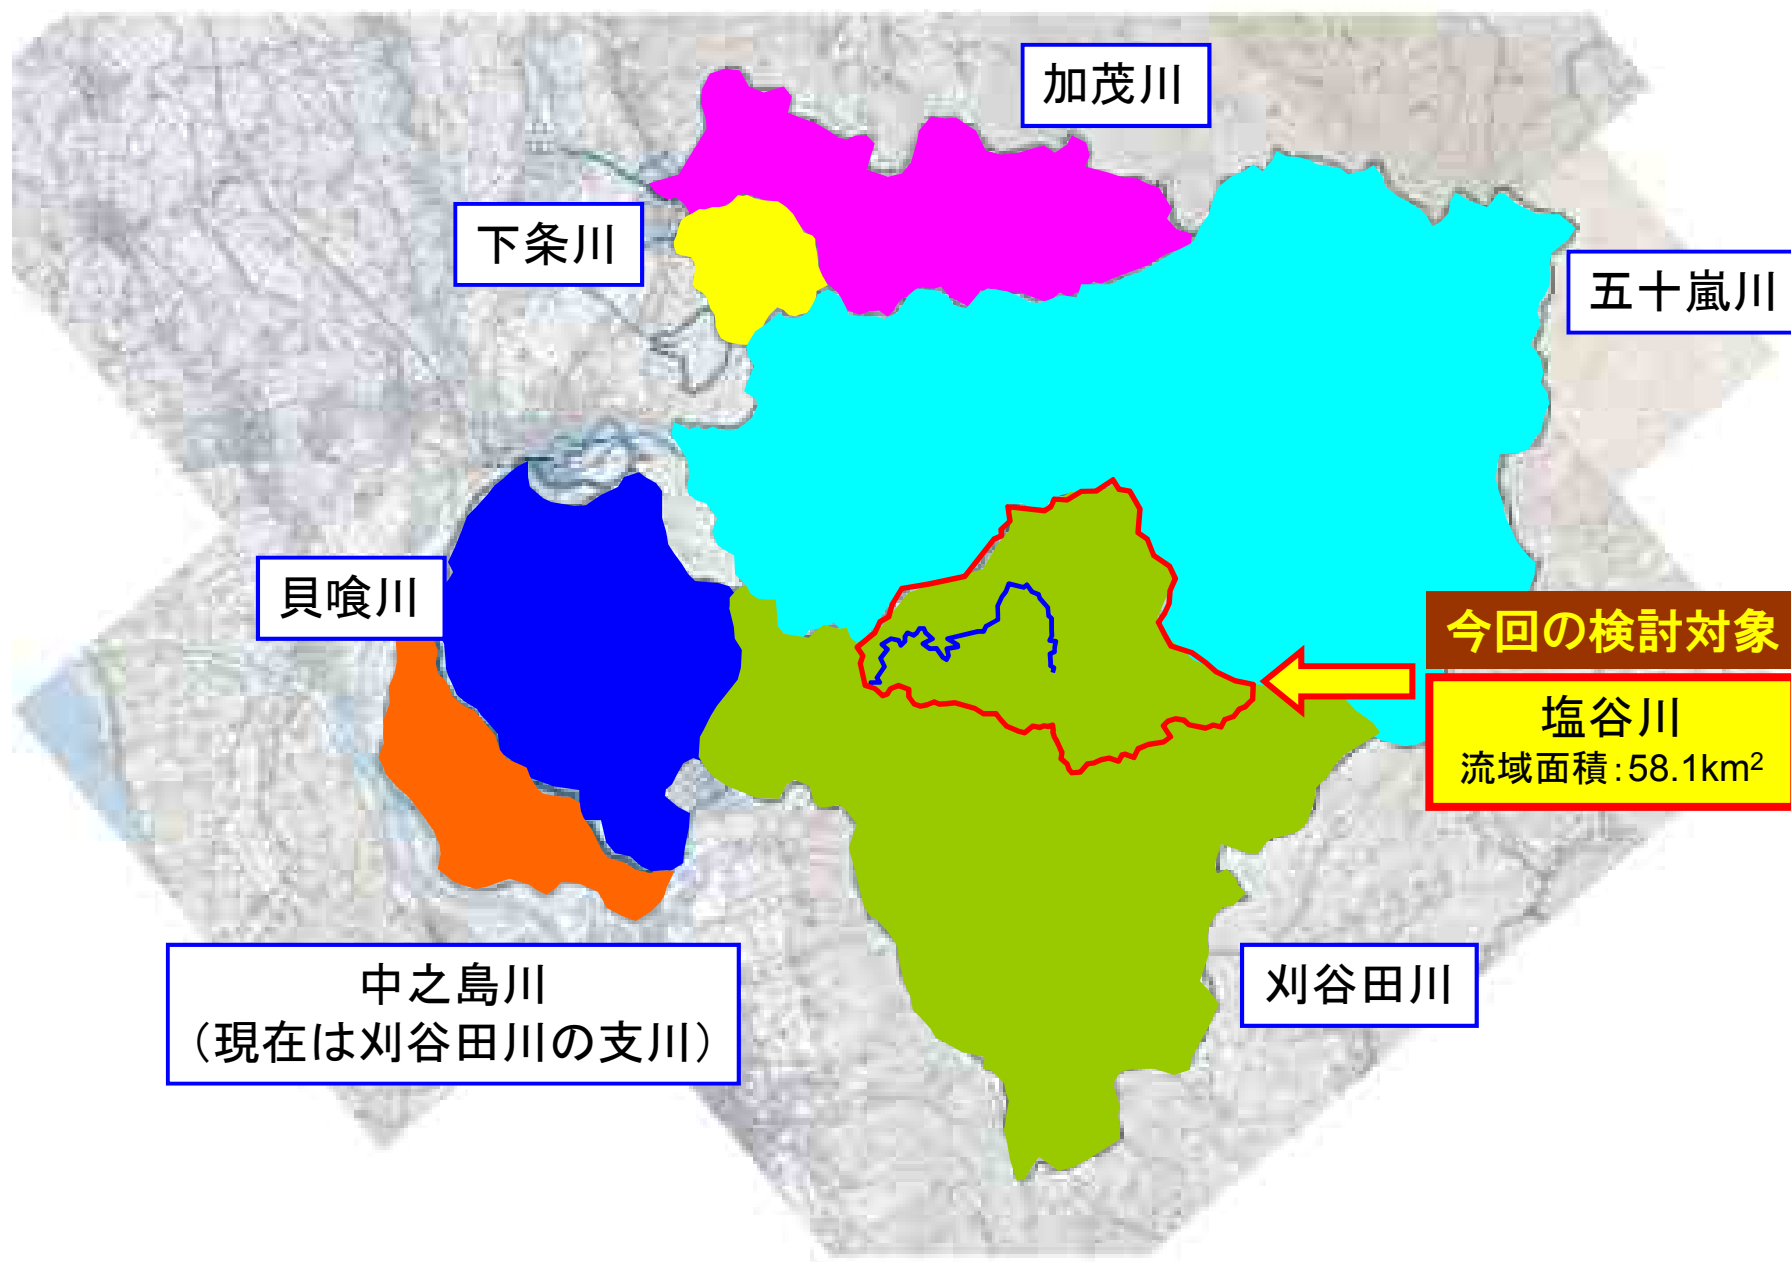 加茂川
下条川
五十嵐川
貝喰川
今回の検討対象
塩谷川
流域面積：58.1km²
中之島川
（現在は刈谷田川の支川）
刈谷田川